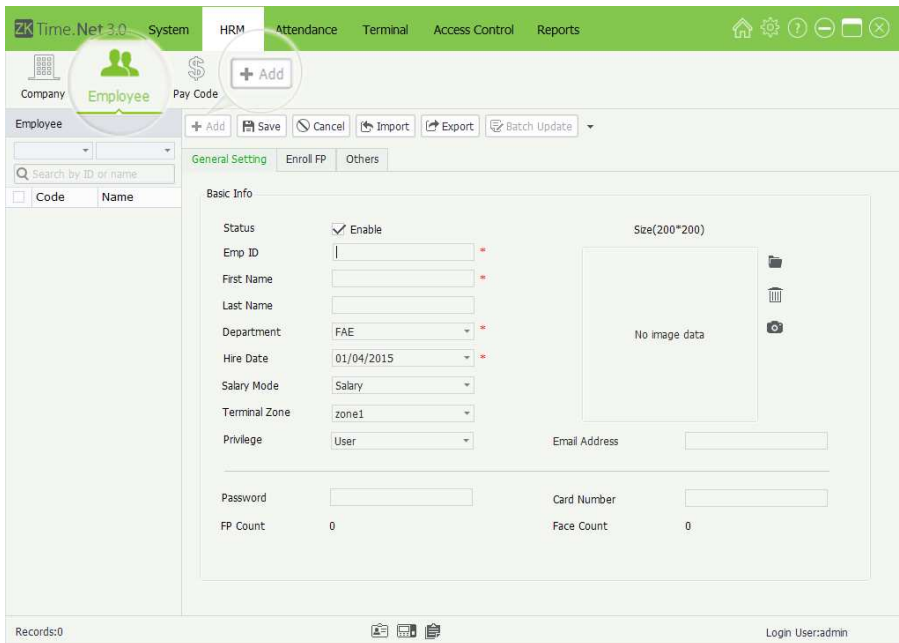 ZK Time.Net 3.0 System HRM Attendance Terminal Access Control Reports
Company Employee Pay Code + Add
Employee
+ Add Save Cancel Import Export Batch Update
General Setting Enroll FP Others
Search by ID or name
Code Name
Basic Info
Status Enable Size(200*200)
Emp ID *
First Name *
Last Name
Department FAE * No image data
Hire Date 01/04/2015 *
Salary Mode Salary
Terminal Zone zone1
Privilege User Email Address
Password Card Number
FP Count 0 Face Count 0
Records:0 Login User:admin